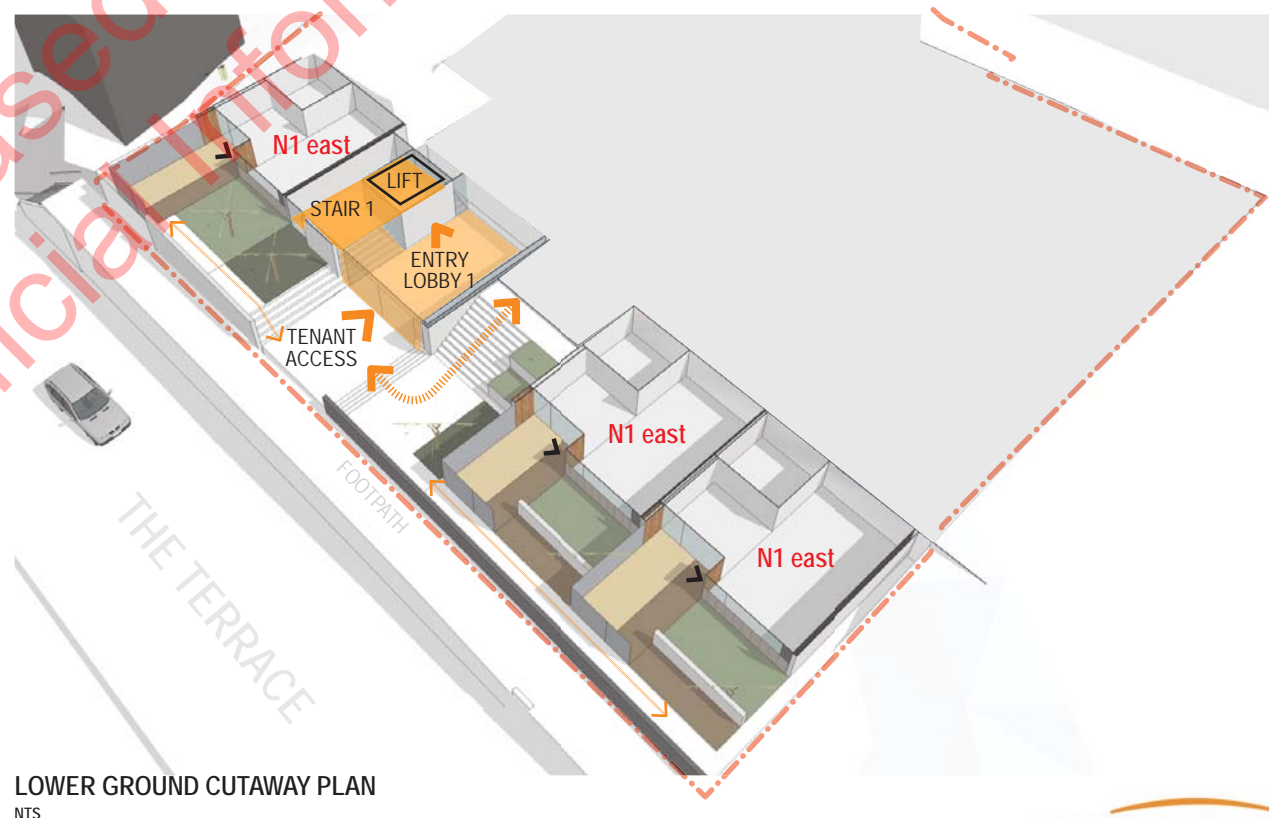 N1 east
LIFT
STAIR 1
ENTRY
LOBBY 1
TENANT
ACCESS
N1 east
FOOTPATH
THE TERRACE
N1 east
LOWER GROUND CUTAWAY PLAN
NTS